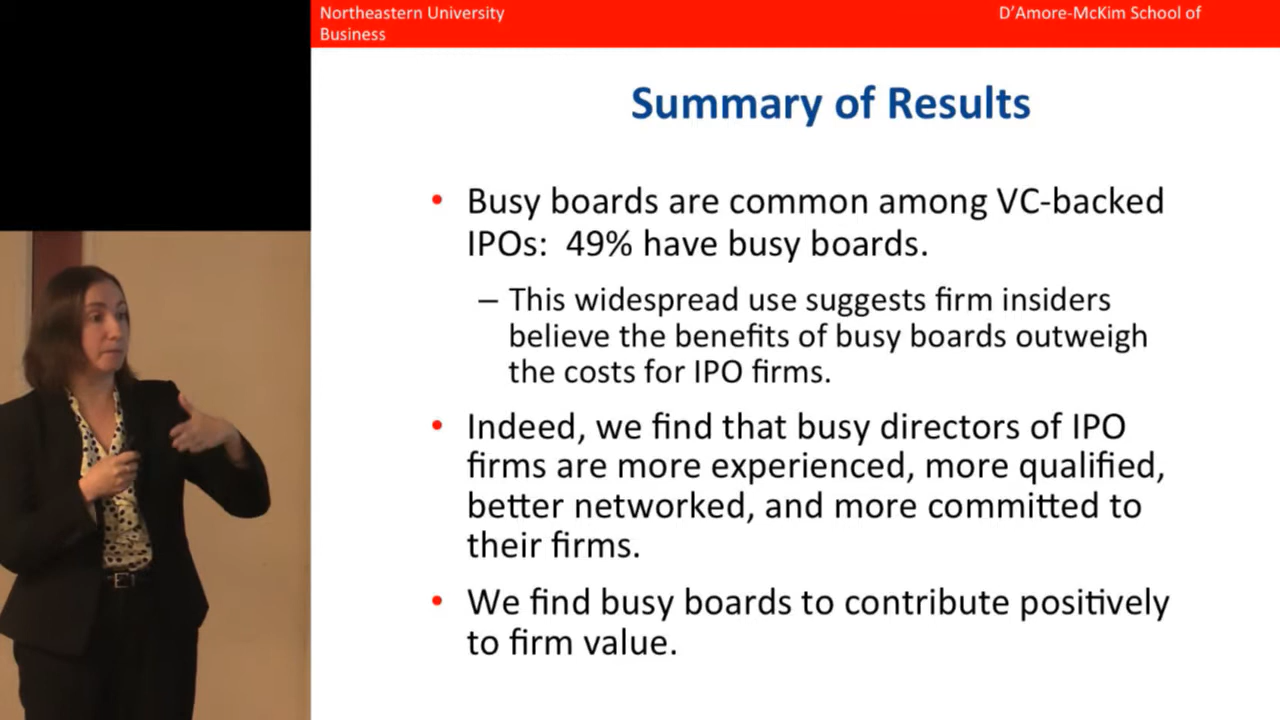 Northeastern University
D'Amore-McKim School of
Business
Summary of Results
• Busy boards are common among VC-backed
IPOs:  49% have busy boards.
– This widespread use suggests firm insiders
believe the benefits of busy boards outweigh
the costs for IPO firms.
• Indeed, we find that busy directors of IPO
firms are more experienced, more qualified,
better networked, and more committed to
their firms.
• We find busy boards to contribute positively
to firm value.